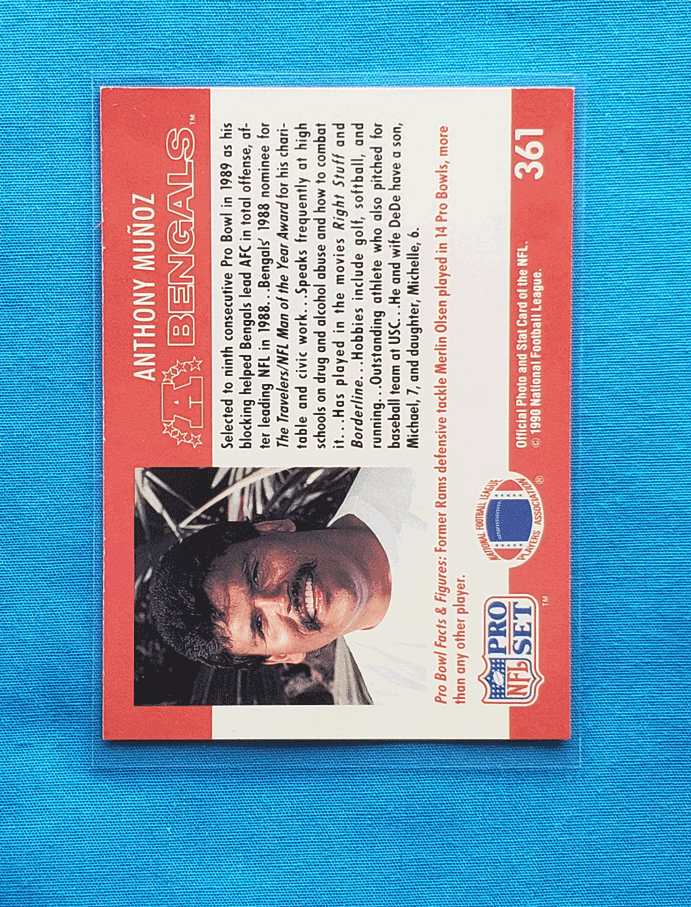 ANTHONY MUÑOZ
A BENGALS™
Selected to ninth consecutive Pro Bowl in 1989 as his
blocking helped Bengals lead AFC in total offense, af-
ter leading NFL in 1988...Bengals' 1988 nominee for
The Travelers/NFL Man of the Year Award for his chari-
table and civic work...Speaks frequently at high
schools on drug and alcohol abuse and how to combat
it...Has played in the movies Right Stuff and
Borderline...Hobbies include golf, softball, and
running...Outstanding athlete who also pitched for
baseball team at USC...He and wife DeDe have a son,
Michael, 7, and daughter, Michelle, 6.
Pro Bowl Facts & Figures: Former Rams defensive tackle Merlin Olsen played in 14 Pro Bowls, more
than any other player.
NFL PRO SET™
NATIONAL FOOTBALL LEAGUE
PLAYERS ASSOCIATION®
Official Photo and Stat Card of the NFL.
© 1990 National Football League.
361